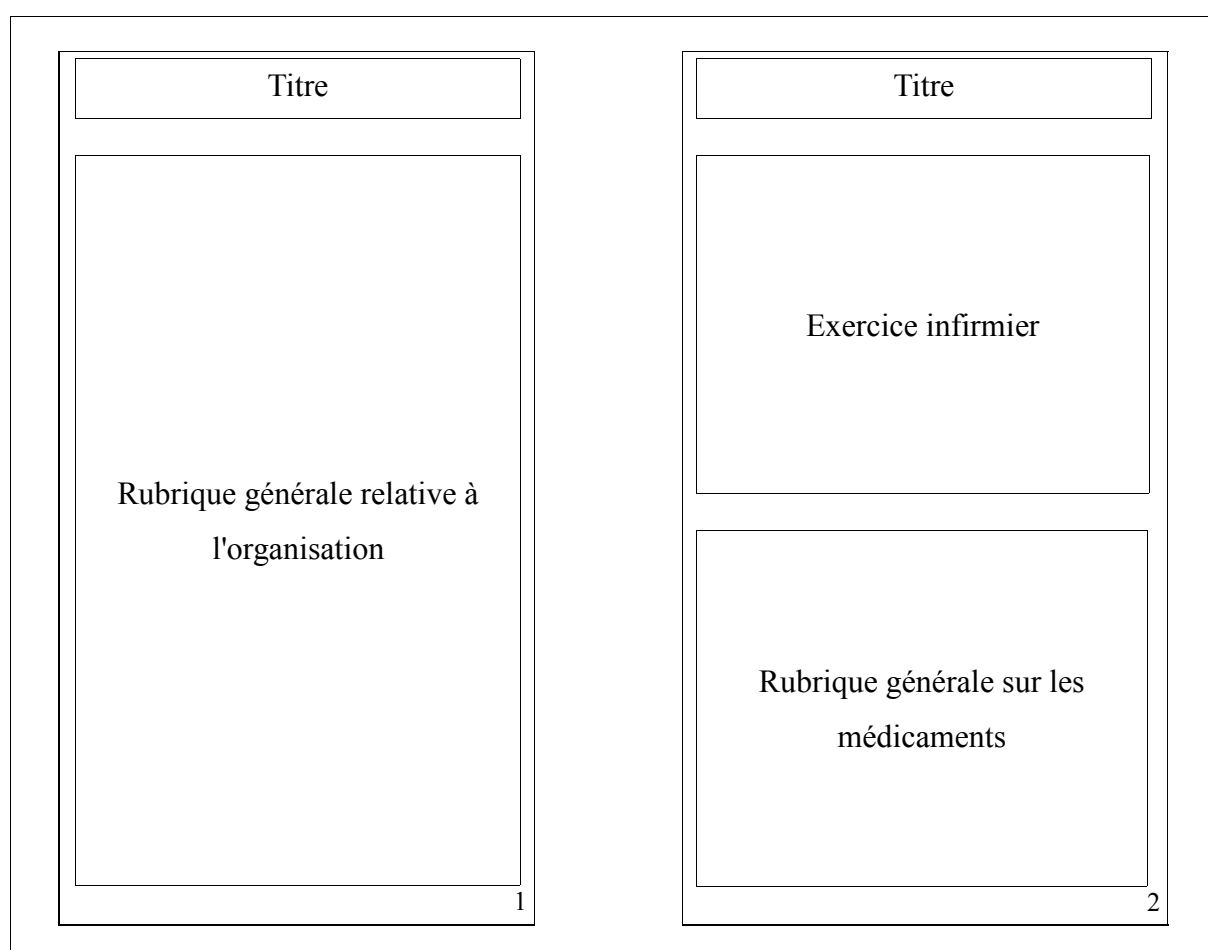 Titre
Rubrique générale relative à
l'organisation
1
Titre
Exercice infirmier
Rubrique générale sur les
médicaments
2